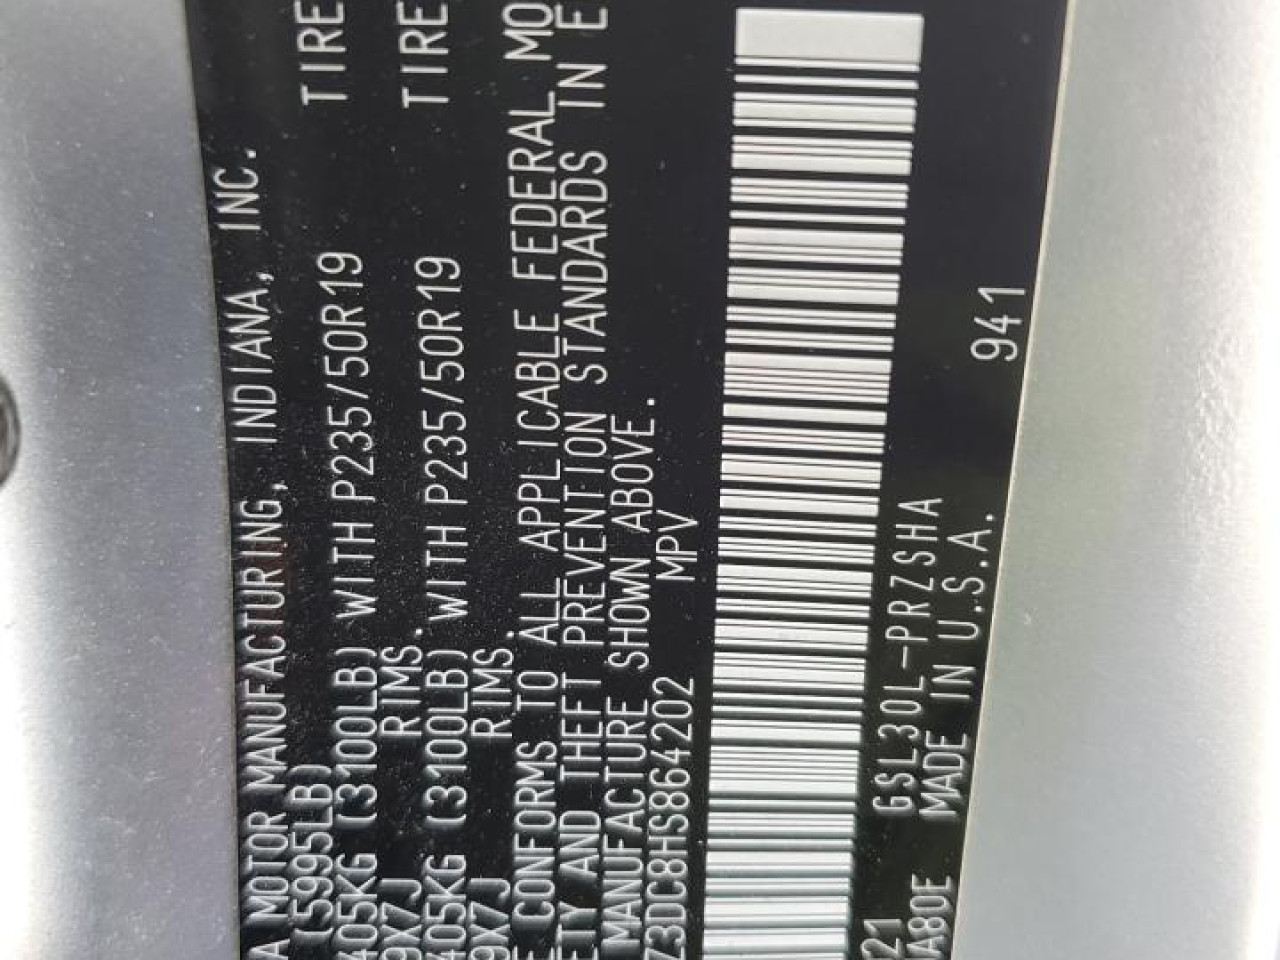 A MOTOR MANUFACTURING, INDIANA, INC.
(5995LB)
405KG (3100LB) WITH P235/50R19 TIRE
9X7J RIMS.
405KG (3100LB) WITH P235/50R19 TIRE
9X7J RIMS.
E CONFORMS TO ALL APPLICABLE FEDERAL MO
ETY AND THEFT PREVENTION STANDARDS IN E
MANUFACTURE SHOWN ABOVE.
Z3DC8HS864202 MPV
21 GSL30L-PRZSHA
A80E MADE IN U.S.A. 941